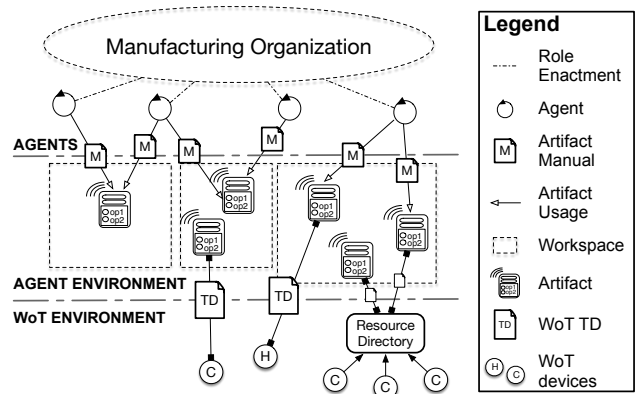 Manufacturing Organization
M
M
M
M
M
AGENTS
op1
op2
op1
op2
op1
op2
op1
op2
op1
op2
op1
op2
AGENT ENVIRONMENT
TD
TD
WoT ENVIRONMENT
Resource
Directory
C
H
C
C
C
Legend
Role
Enactment
Agent
M
Artifact
Manual
Artifact
Usage
Workspace
op1
op2
Artifact
TD
WoT TD
H
C
WoT
devices